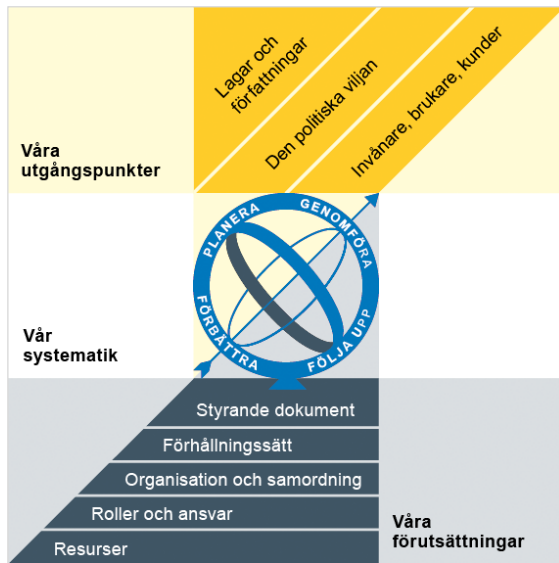 Lagar och
författningar
Den politiska viljan
Invånare, brukare, kunder
Våra
utgångspunkter
PLANERA
GENOMFÖRA
FÖRBÄTTRA
FÖLJA UPP
Vår
systematik
Styrande dokument
Förhållningssätt
Organisation och samordning
Roller och ansvar
Resurser
Våra
förutsättningar